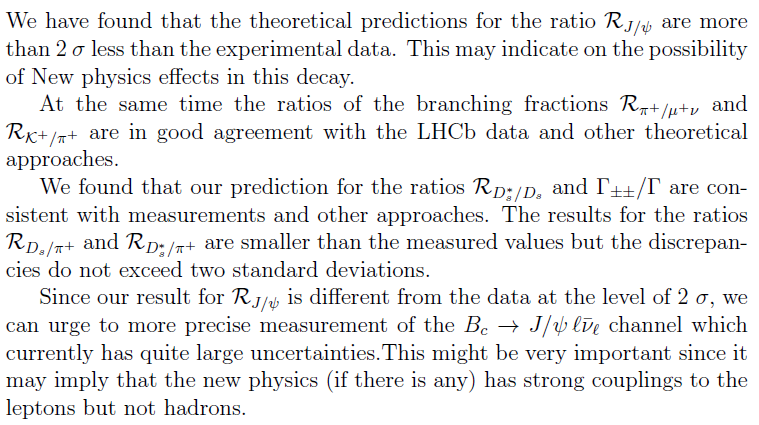 We have found that the theoretical predictions for the ratio $\mathcal{R}_{J/\psi}$ are more
than 2 σ less than the experimental data. This may indicate on the possibility
of New physics effects in this decay.
At the same time the ratios of the branching fractions $\mathcal{R}_{\pi^+/\mu^+\nu}$ and
$\mathcal{R}_{K^+/\pi^+}$ are in good agreement with the LHCb data and other theoretical
approaches.
We found that our prediction for the ratios $\mathcal{R}_{D_s^*/D_s}$ and $\Gamma_{\pm\pm}/\Gamma$ are con-
sistent with measurements and other approaches. The results for the ratios
$\mathcal{R}_{D_s/\pi^+}$ and $\mathcal{R}_{D_s^*/\pi^+}$ are smaller than the measured values but the discrepan-
cies do not exceed two standard deviations.
Since our result for $\mathcal{R}_{J/\psi}$ is different from the data at the level of 2 σ, we
can urge to more precise measurement of the $B_c \to J/\psi\, \ell\bar{\nu}_\ell$ channel which
currently has quite large uncertainties.This might be very important since it
may imply that the new physics (if there is any) has strong couplings to the
leptons but not hadrons.